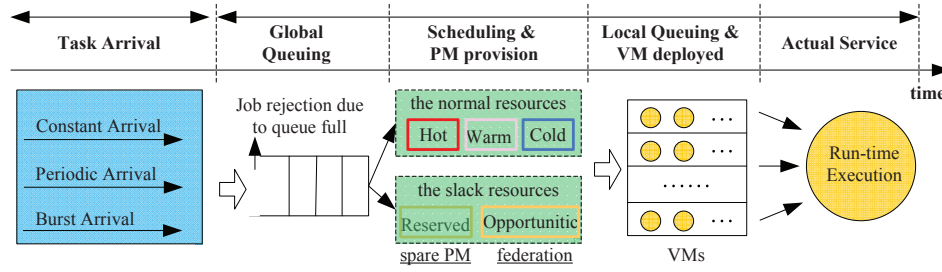 Task Arrival
Global
Queuing
Scheduling &
PM provision
Local Queuing &
VM deployed
Actual Service
time
Constant Arrival
Periodic Arrival
Burst Arrival
Job rejection due
to queue full
the normal resources
Hot
Warm
Cold
the slack resources
Reserved
Opportunitic
spare PM
federation
...
...
......
...
VMs
Run-time
Execution